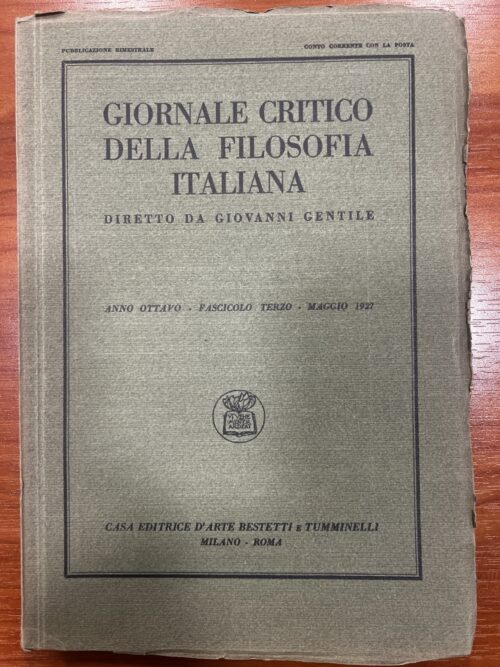 PUBBLICAZIONE BIMESTRALE
CONTO CORRENTE CON LA POSTA
GIORNALE CRITICO
DELLA FILOSOFIA
ITALIANA
DIRETTO DA GIOVANNI GENTILE
ANNO OTTAVO - FASCICOLO TERZO - MAGGIO 1927
CASA EDITRICE D'ARTE BESTETTI E TUMMINELLI
MILANO - ROMA